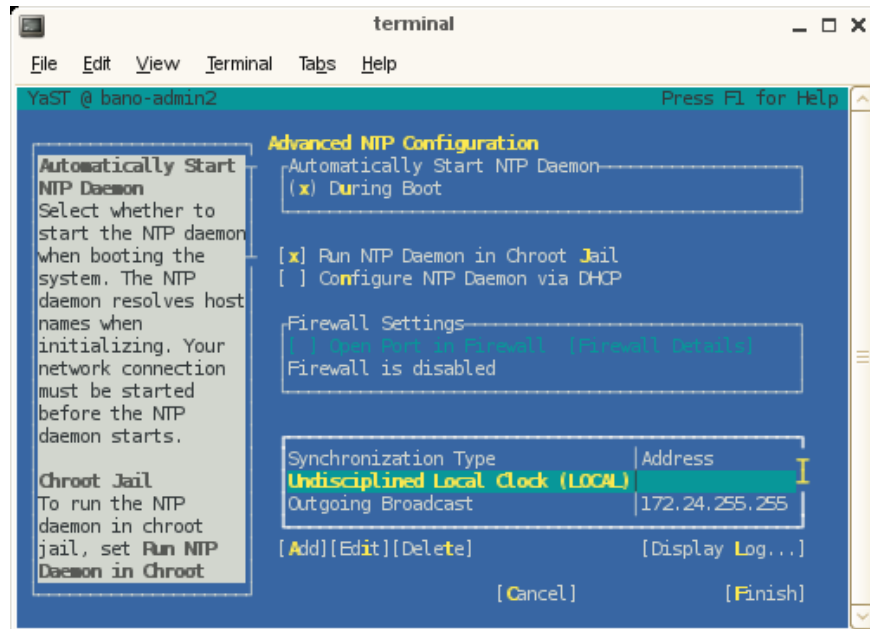 terminal
File Edit View Terminal Tabs Help
YaST @ bano-admin2 Press F1 for Help
Automatically Start
NTP Daemon
Select whether to
start the NTP daemon
when booting the
system. The NTP
daemon resolves host
names when
initializing. Your
network connection
must be started
before the NTP
daemon starts.
Chroot Jail
To run the NTP
daemon in chroot
jail, set Run NTP
Daemon in Chroot
Advanced NTP Configuration
Automatically Start NTP Daemon
(x) During Boot
[x] Run NTP Daemon in Chroot Jail
[ ] Configure NTP Daemon via DHCP
Firewall Settings
[ ] Open Port in Firewall [Firewall Details]
Firewall is disabled
Synchronization Type |Address
Undisciplined Local Clock (LOCAL)|
Outgoing Broadcast |172.24.255.255
[Add][Edit][Delete] [Display Log...]
[Cancel] [Finish]